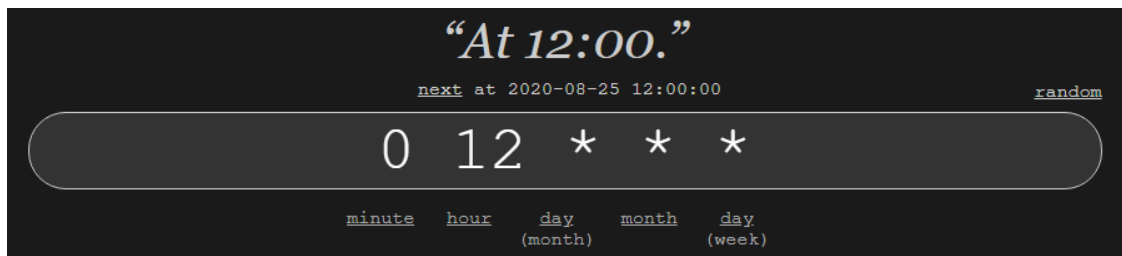 “At 12:00.”
next at 2020-08-25 12:00:00
random
0 12 * * *
minute hour day month day
(month) (week)